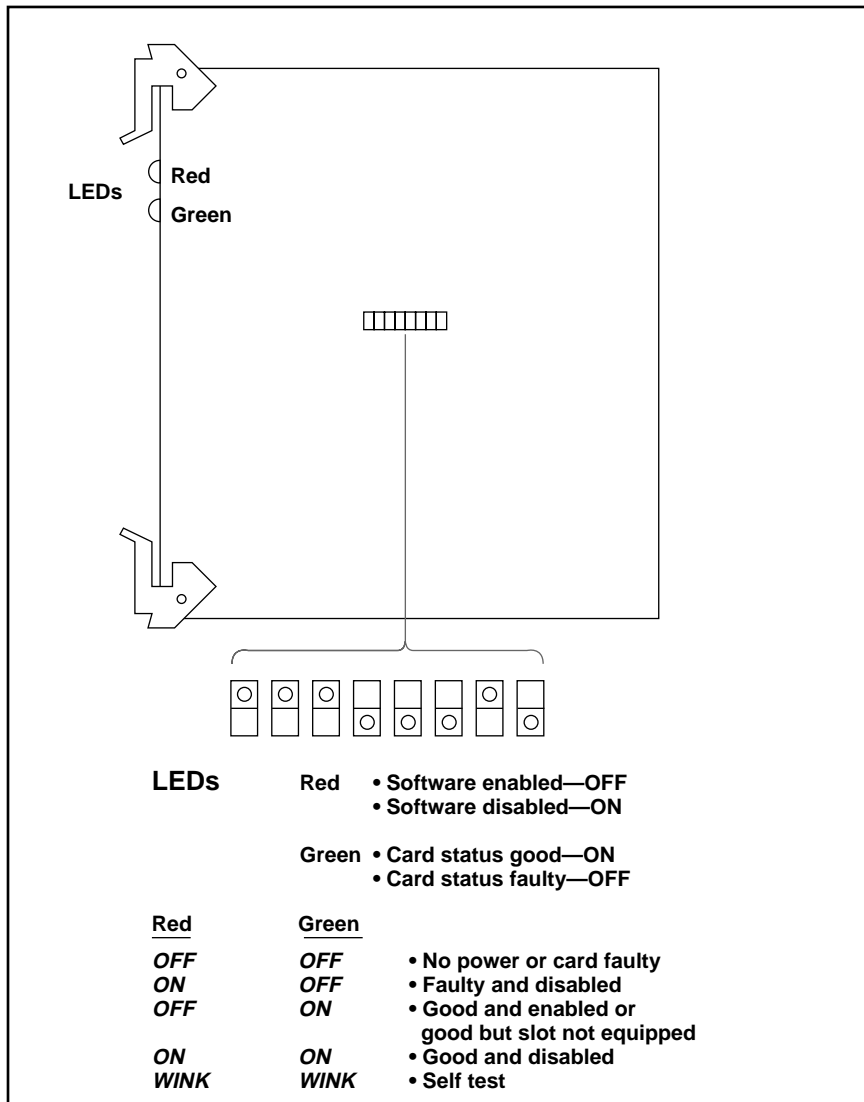 Red
LEDs
Green
LEDs Red • Software enabled—OFF
• Software disabled—ON
Green • Card status good—ON
• Card status faulty—OFF
Red Green
OFF OFF • No power or card faulty
ON OFF • Faulty and disabled
OFF ON • Good and enabled or
good but slot not equipped
ON ON • Good and disabled
WINK WINK • Self test